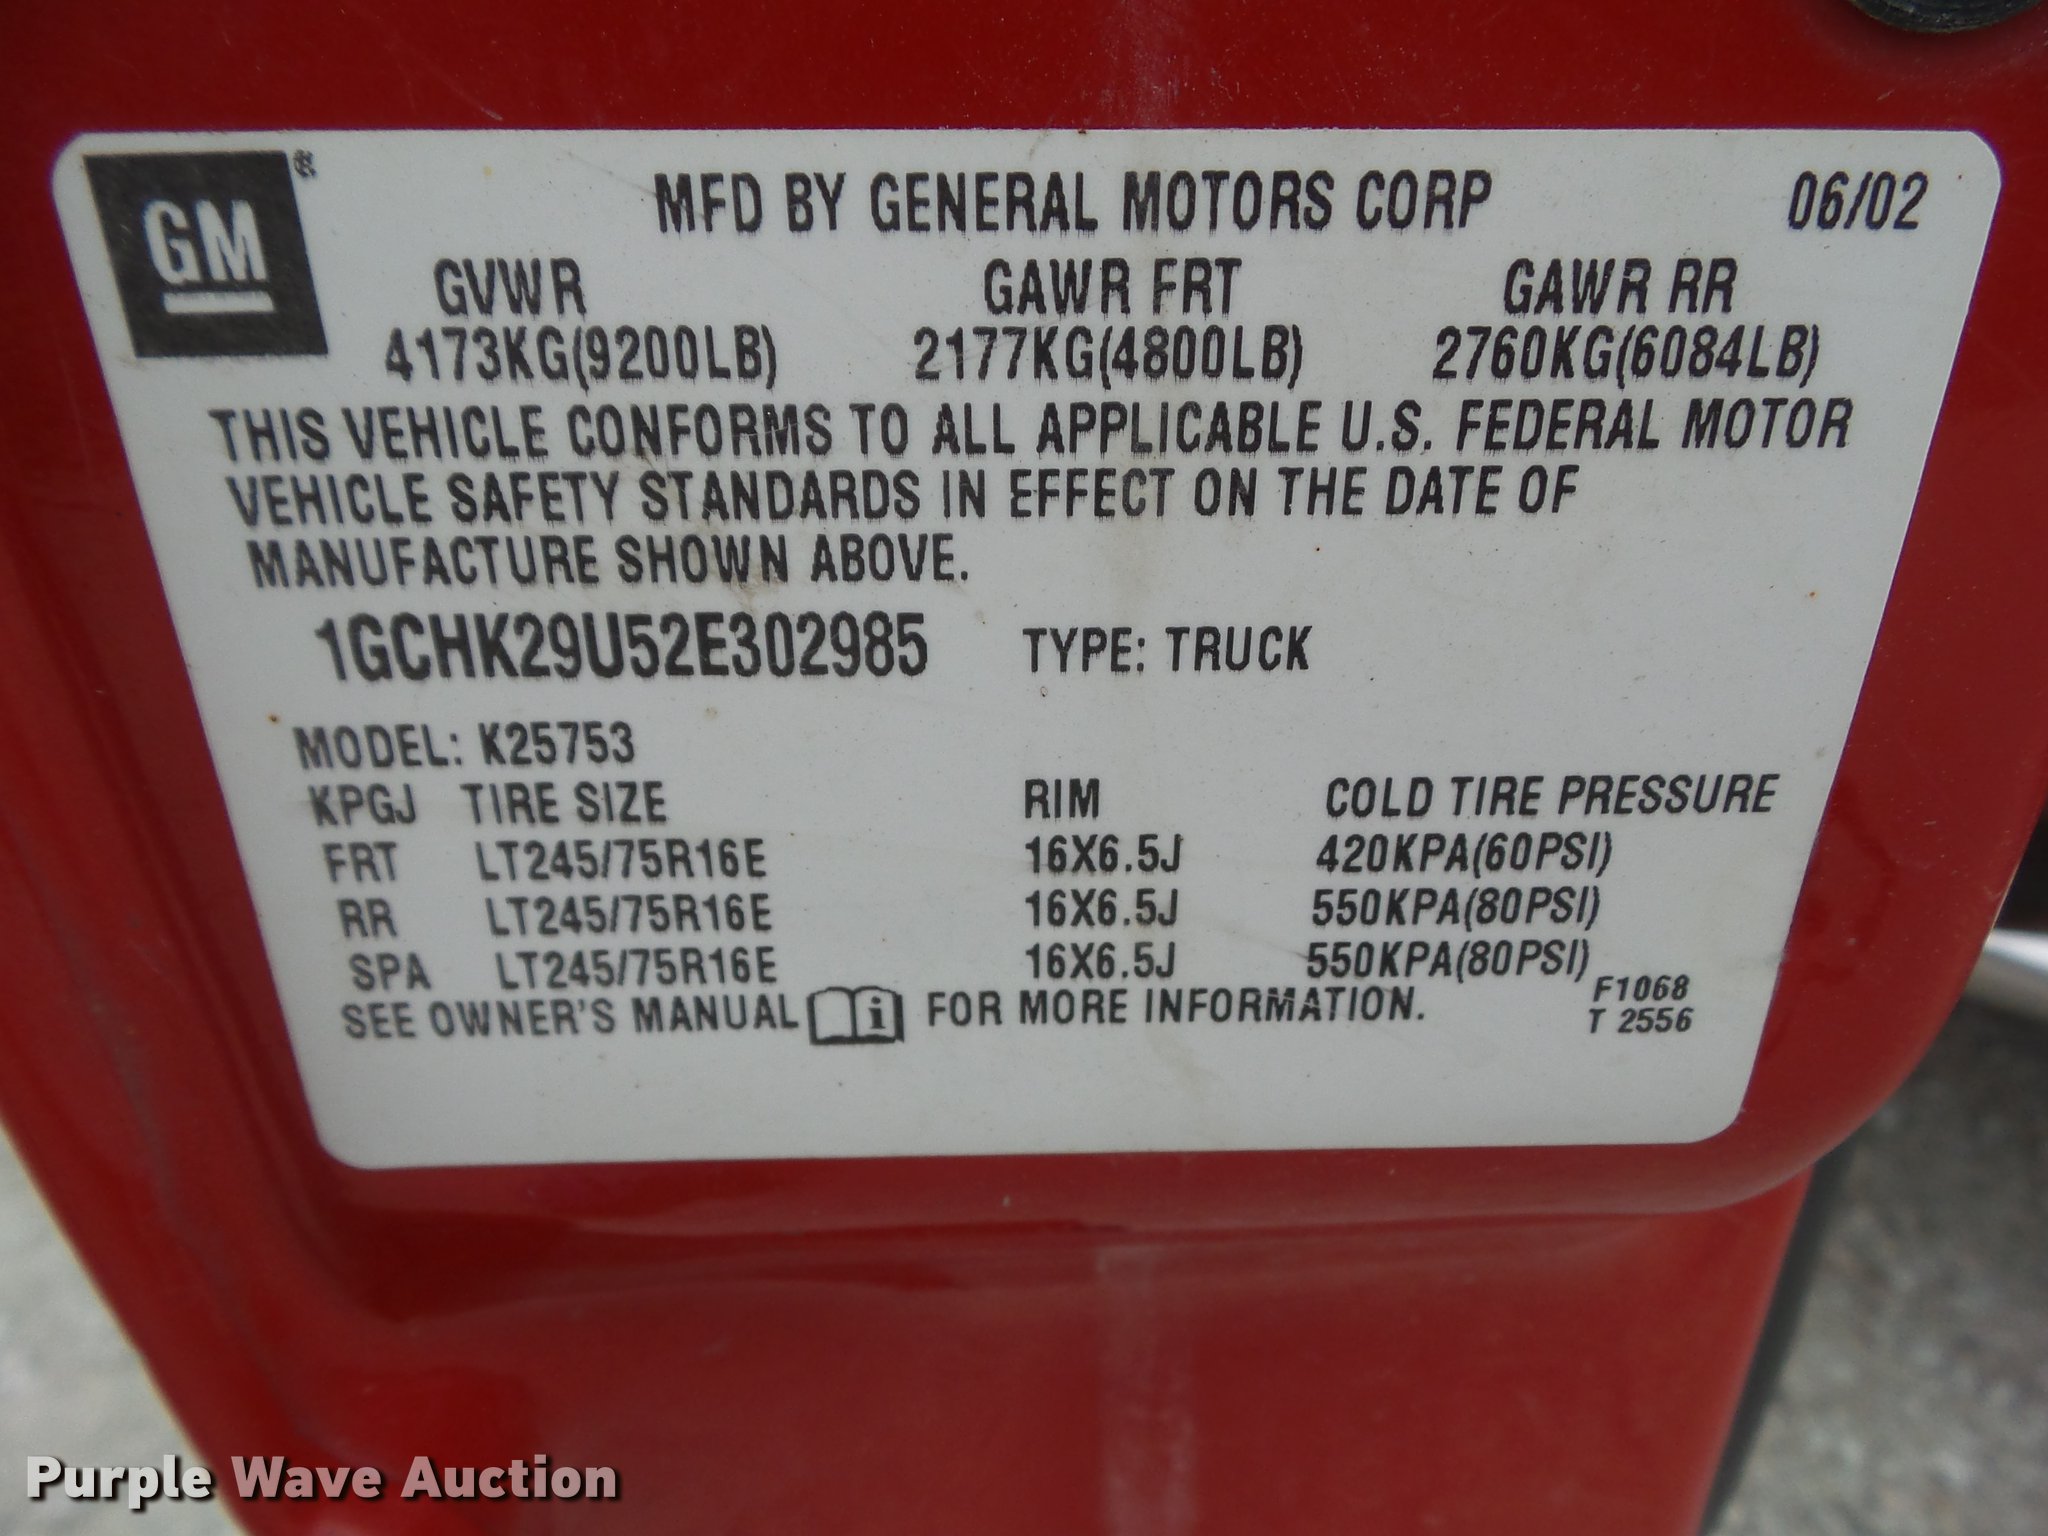 GM®
MFD BY GENERAL MOTORS CORP 06/02
GVWR GAWR FRT GAWR RR
4173KG(9200LB) 2177KG(4800LB) 2760KG(6084LB)
THIS VEHICLE CONFORMS TO ALL APPLICABLE U.S. FEDERAL MOTOR
VEHICLE SAFETY STANDARDS IN EFFECT ON THE DATE OF
MANUFACTURE SHOWN ABOVE.
1GCHK29U52E302985 TYPE: TRUCK
MODEL: K25753
KPGJ TIRE SIZE RIM COLD TIRE PRESSURE
FRT LT245/75R16E 16X6.5J 420KPA(60PSI)
RR LT245/75R16E 16X6.5J 550KPA(80PSI)
SPA LT245/75R16E 16X6.5J 550KPA(80PSI)
SEE OWNER'S MANUAL i FOR MORE INFORMATION.
F1068
T 2556
Purple Wave Auction